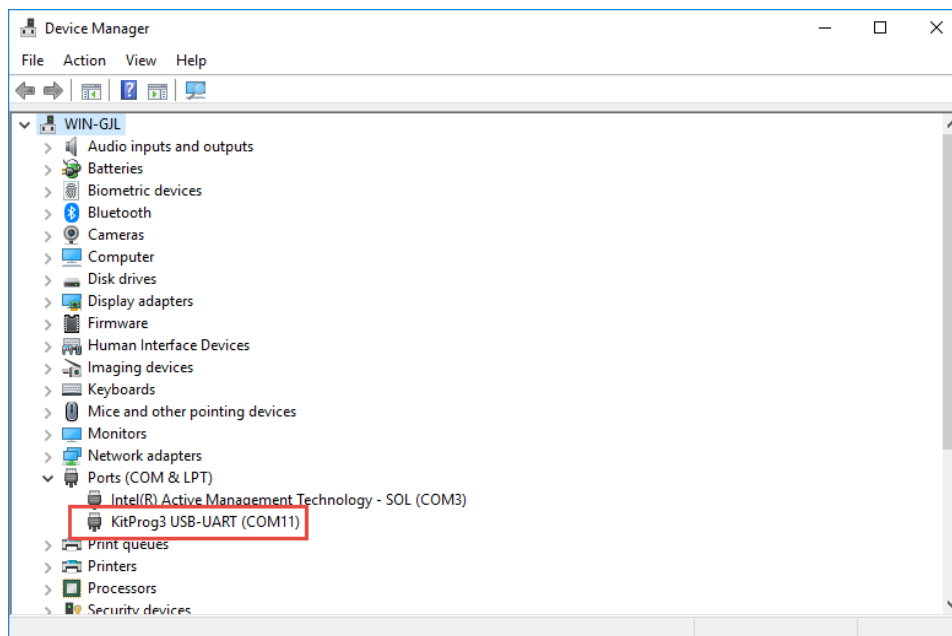 Device Manager
File Action View Help
WIN-GJL
Audio inputs and outputs
Batteries
Biometric devices
Bluetooth
Cameras
Computer
Disk drives
Display adapters
Firmware
Human Interface Devices
Imaging devices
Keyboards
Mice and other pointing devices
Monitors
Network adapters
Ports (COM & LPT)
Intel(R) Active Management Technology - SOL (COM3)
KitProg3 USB-UART (COM11)
Print queues
Printers
Processors
Security devices